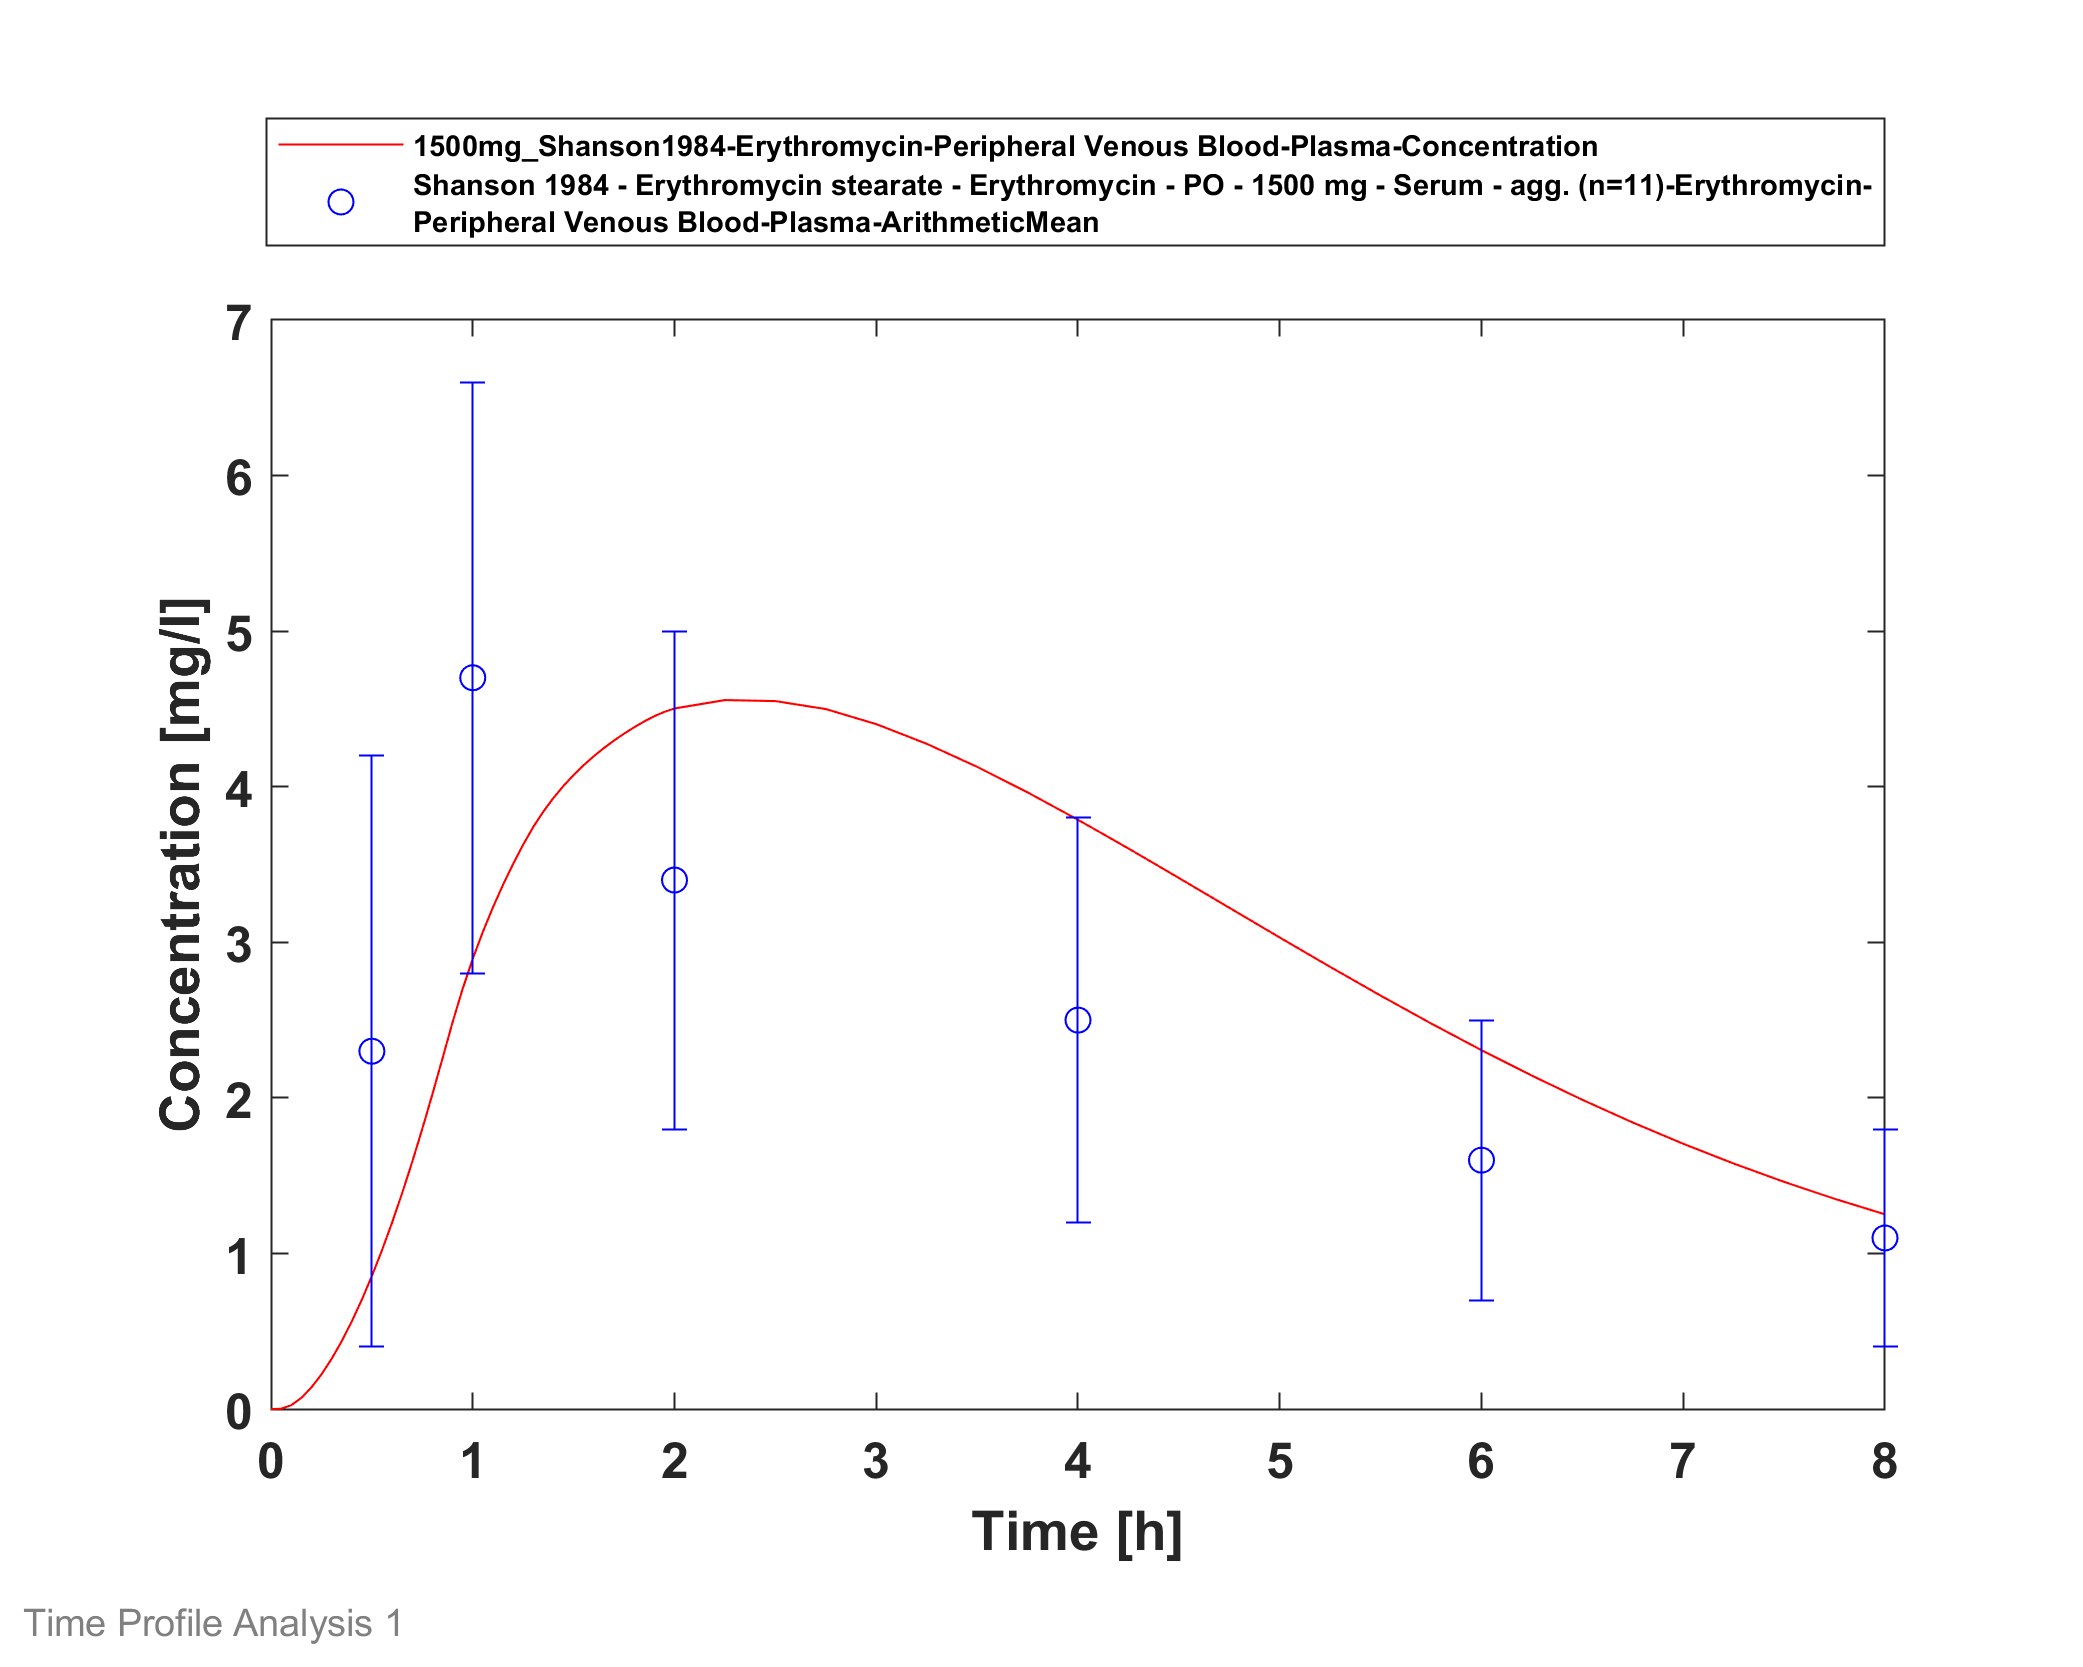 1500mg_Shanson1984-Erythromycin-Peripheral Venous Blood-Plasma-Concentration
Shanson 1984 - Erythromycin stearate - Erythromycin - PO - 1500 mg - Serum - agg. (n=11)-Erythromycin-
Peripheral Venous Blood-Plasma-ArithmeticMean
7
6
5
4
3
2
1
0
Concentration [mg/l]
0 1 2 3 4 5 6 7 8
Time [h]
Time Profile Analysis 1